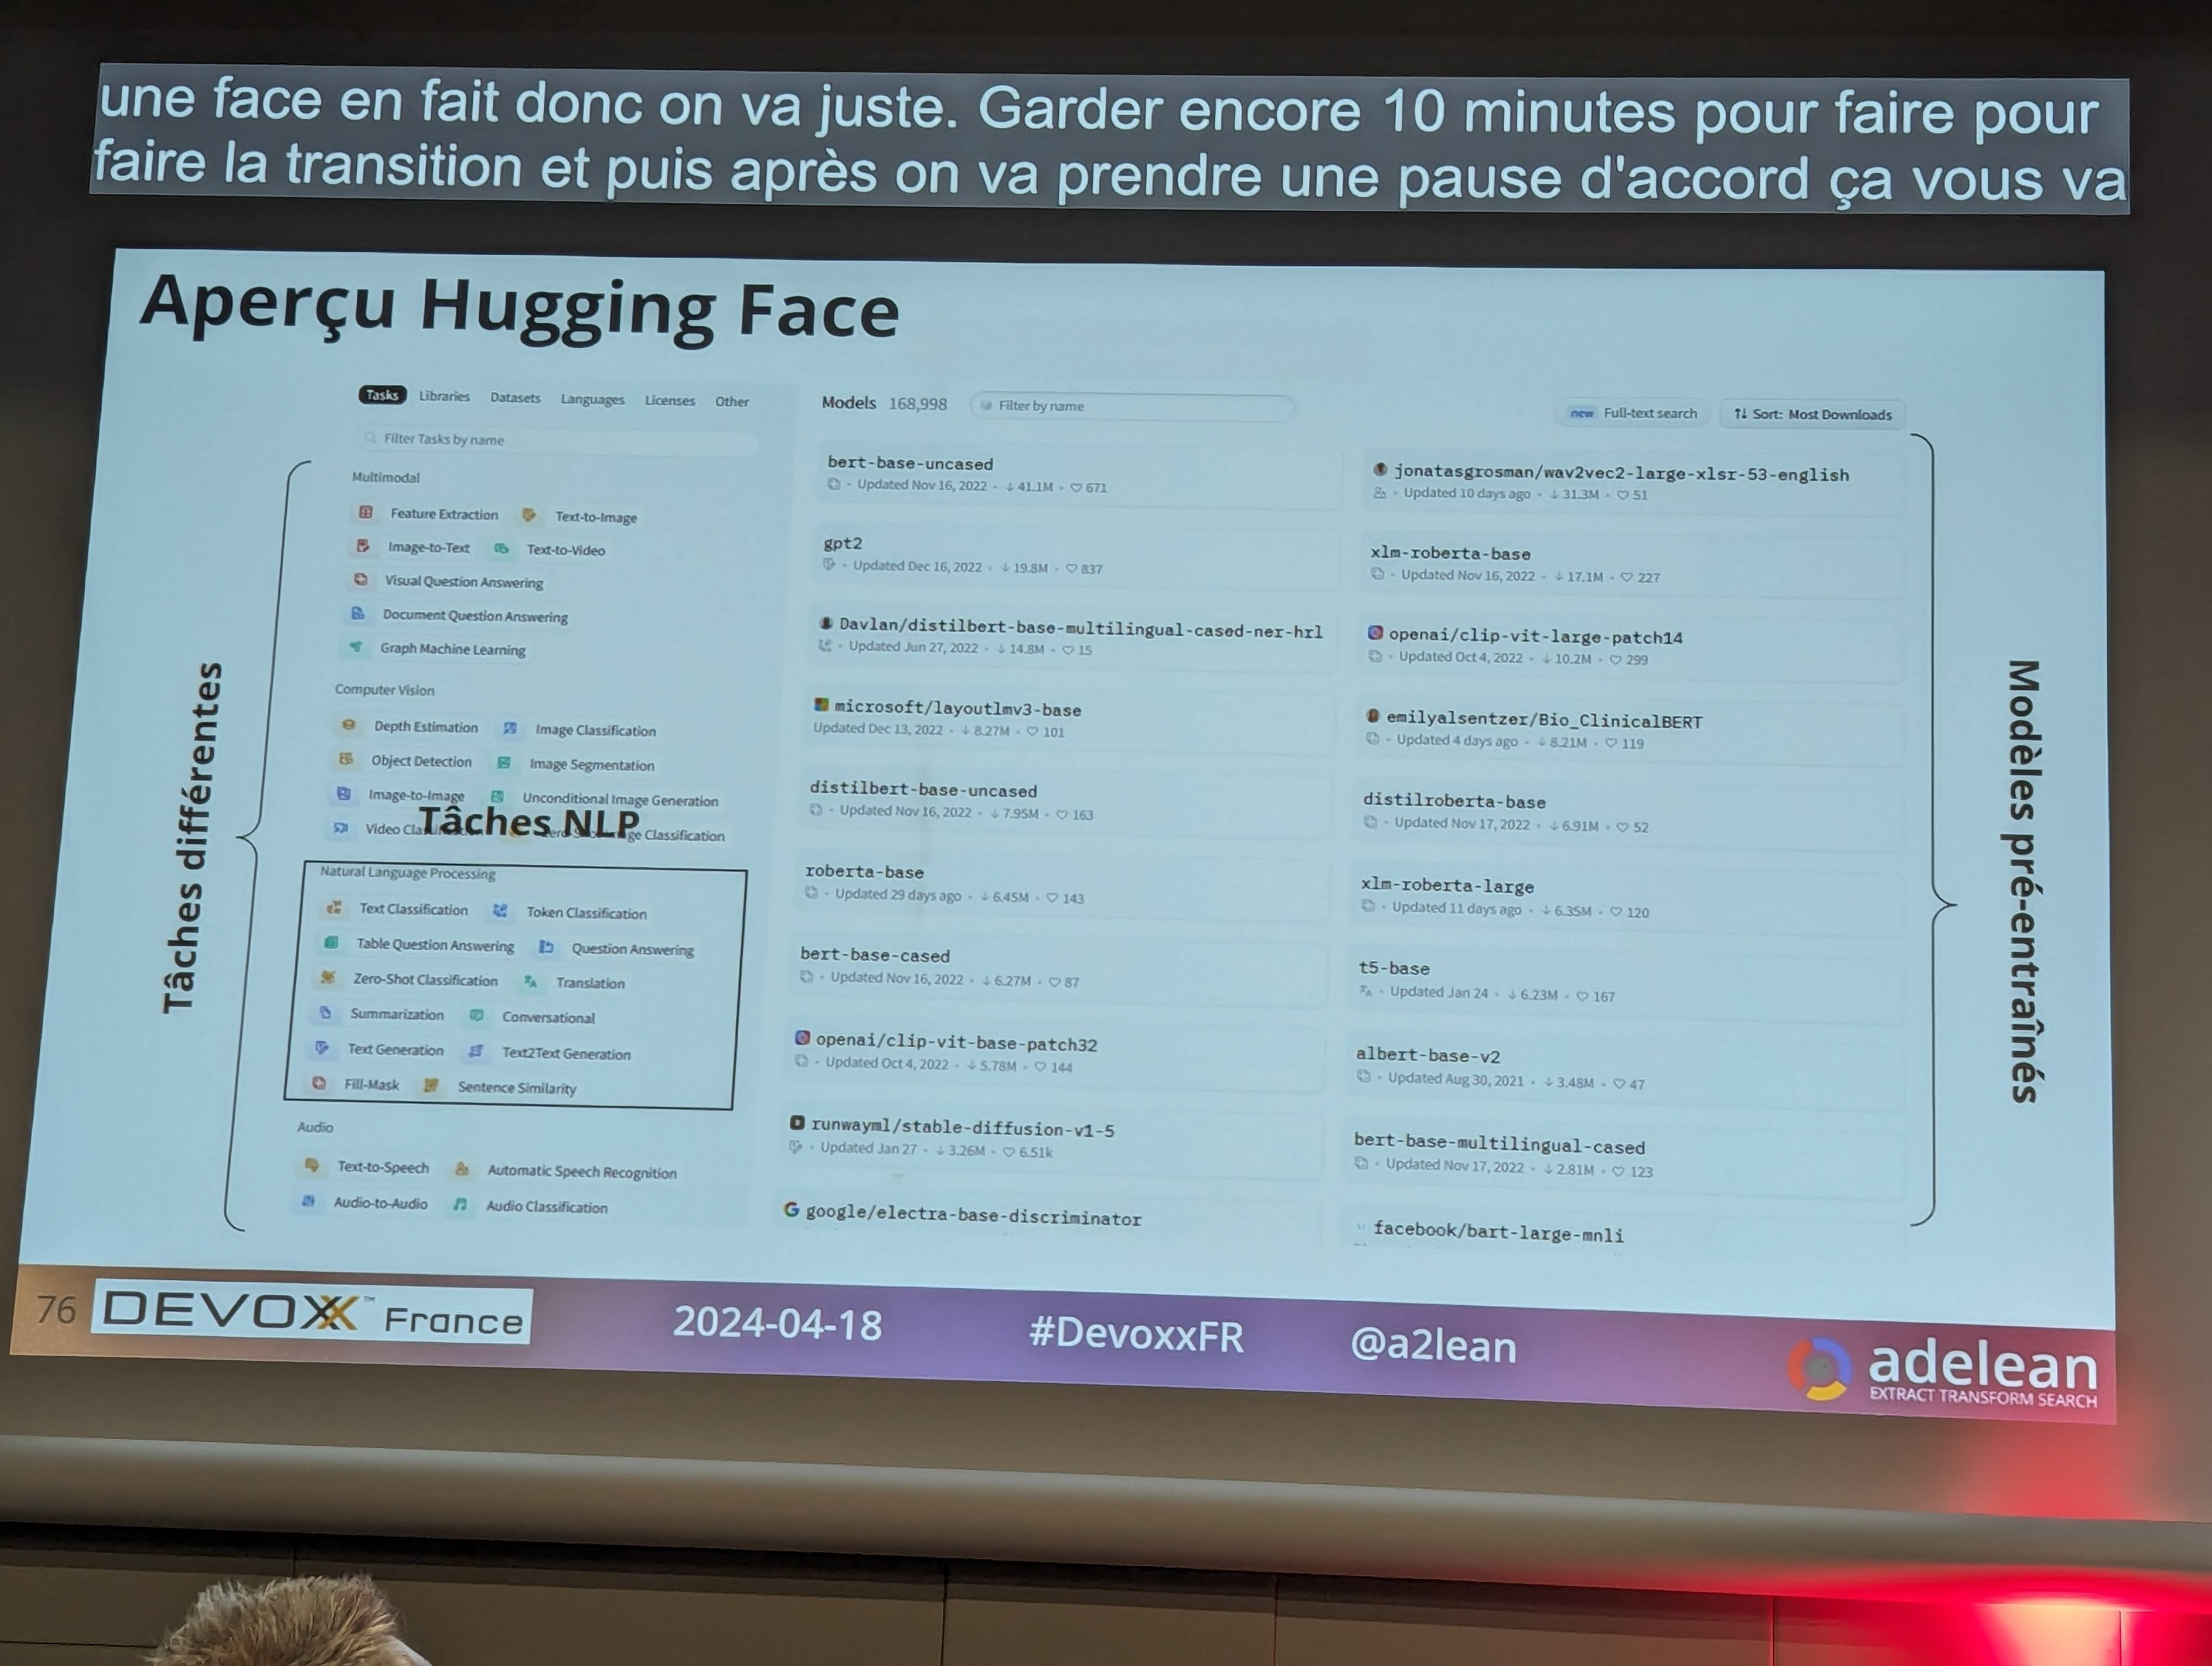 une face en fait donc on va juste. Garder encore 10 minutes pour faire pour
faire la transition et puis après on va prendre une pause d'accord ça vous va
Aperçu Hugging Face
Tâches différentes
Tasks Libraries Datasets Languages Licenses Other
Filter Tasks by name
Multimodal
Feature Extraction Text-to-Image
Image-to-Text Text-to-Video
Visual Question Answering
Document Question Answering
Graph Machine Learning
Computer Vision
Depth Estimation Image Classification
Object Detection Image Segmentation
Image-to-Image Unconditional Image Generation
Tâches NLP
Video Classification
Natural Language Processing
Text Classification Token Classification
Table Question Answering Question Answering
Zero-Shot Classification Translation
Summarization Conversational
Text Generation Text2Text Generation
Fill-Mask Sentence Similarity
Audio
Text-to-Speech Automatic Speech Recognition
Audio-to-Audio Audio Classification
Models 168,998 Filter by name
new Full-text search ↑↓ Sort: Most Downloads
bert-base-uncased
· Updated Nov 16, 2022 · ↓ 41.1M · ♡ 671
jonatasgrosman/wav2vec2-large-xlsr-53-english
· Updated 10 days ago · ↓ 31.3M · ♡ 51
gpt2
· Updated Dec 16, 2022 · ↓ 19.8M · ♡ 837
xlm-roberta-base
· Updated Nov 16, 2022 · ↓ 17.1M · ♡ 227
Davlan/distilbert-base-multilingual-cased-ner-hrl
· Updated Jun 27, 2022 · ↓ 14.8M · ♡ 15
openai/clip-vit-large-patch14
· Updated Oct 4, 2022 · ↓ 10.2M · ♡ 299
microsoft/layoutlmv3-base
Updated Dec 13, 2022 · ↓ 8.27M · ♡ 101
emilyalsentzer/Bio_ClinicalBERT
· Updated 4 days ago · ↓ 8.21M · ♡ 119
distilbert-base-uncased
· Updated Nov 16, 2022 · ↓ 7.95M · ♡ 163
distilroberta-base
· Updated Nov 17, 2022 · ↓ 6.91M · ♡ 52
roberta-base
· Updated 29 days ago · ↓ 6.45M · ♡ 143
xlm-roberta-large
· Updated 11 days ago · ↓ 6.35M · ♡ 120
bert-base-cased
· Updated Nov 16, 2022 · ↓ 6.27M · ♡ 87
t5-base
· Updated Jan 24 · ↓ 6.23M · ♡ 167
openai/clip-vit-base-patch32
· Updated Oct 4, 2022 · ↓ 5.78M · ♡ 144
albert-base-v2
· Updated Aug 30, 2021 · ↓ 3.48M · ♡ 47
runwayml/stable-diffusion-v1-5
· Updated Jan 27 · ↓ 3.26M · ♡ 6.51k
bert-base-multilingual-cased
· Updated Nov 17, 2022 · ↓ 2.81M · ♡ 123
google/electra-base-discriminator
facebook/bart-large-mnli
Modèles pré-entraînés
76 DEVOXX™ France 2024-04-18 #DevoxxFR @a2lean adelean
EXTRACT TRANSFORM SEARCH